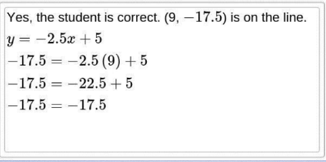 Yes, the student is correct. (9, −17.5) is on the line.
y = −2.5x + 5
−17.5 = −2.5 (9) + 5
−17.5 = −22.5 + 5
−17.5 = −17.5